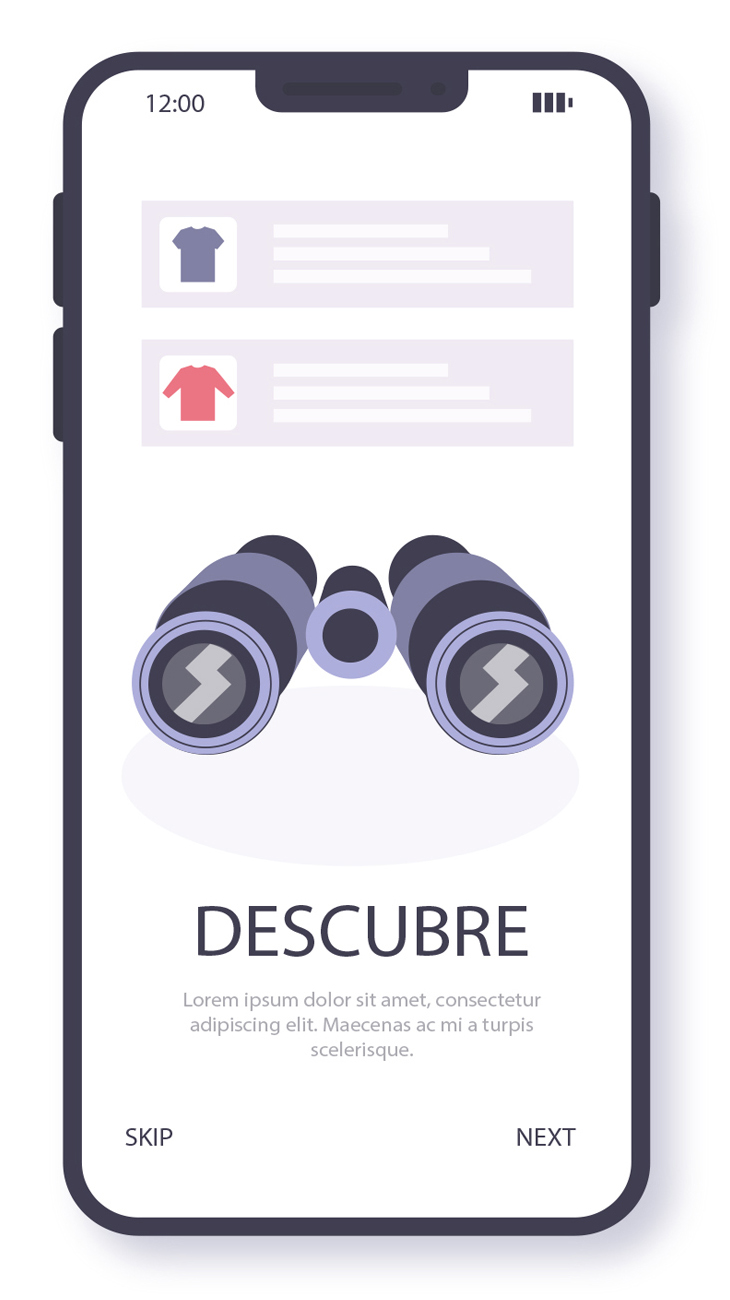 12:00
DESCUBRE
Lorem ipsum dolor sit amet, consectetur
adipiscing elit. Maecenas ac mi a turpis
scelerisque.
SKIP NEXT